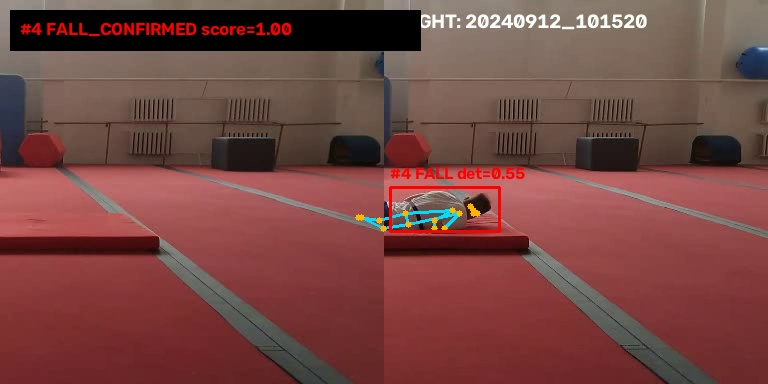 #4 FALL_CONFIRMED score=1.00
GHT: 20240912_101520
#4 FALL det=0.55